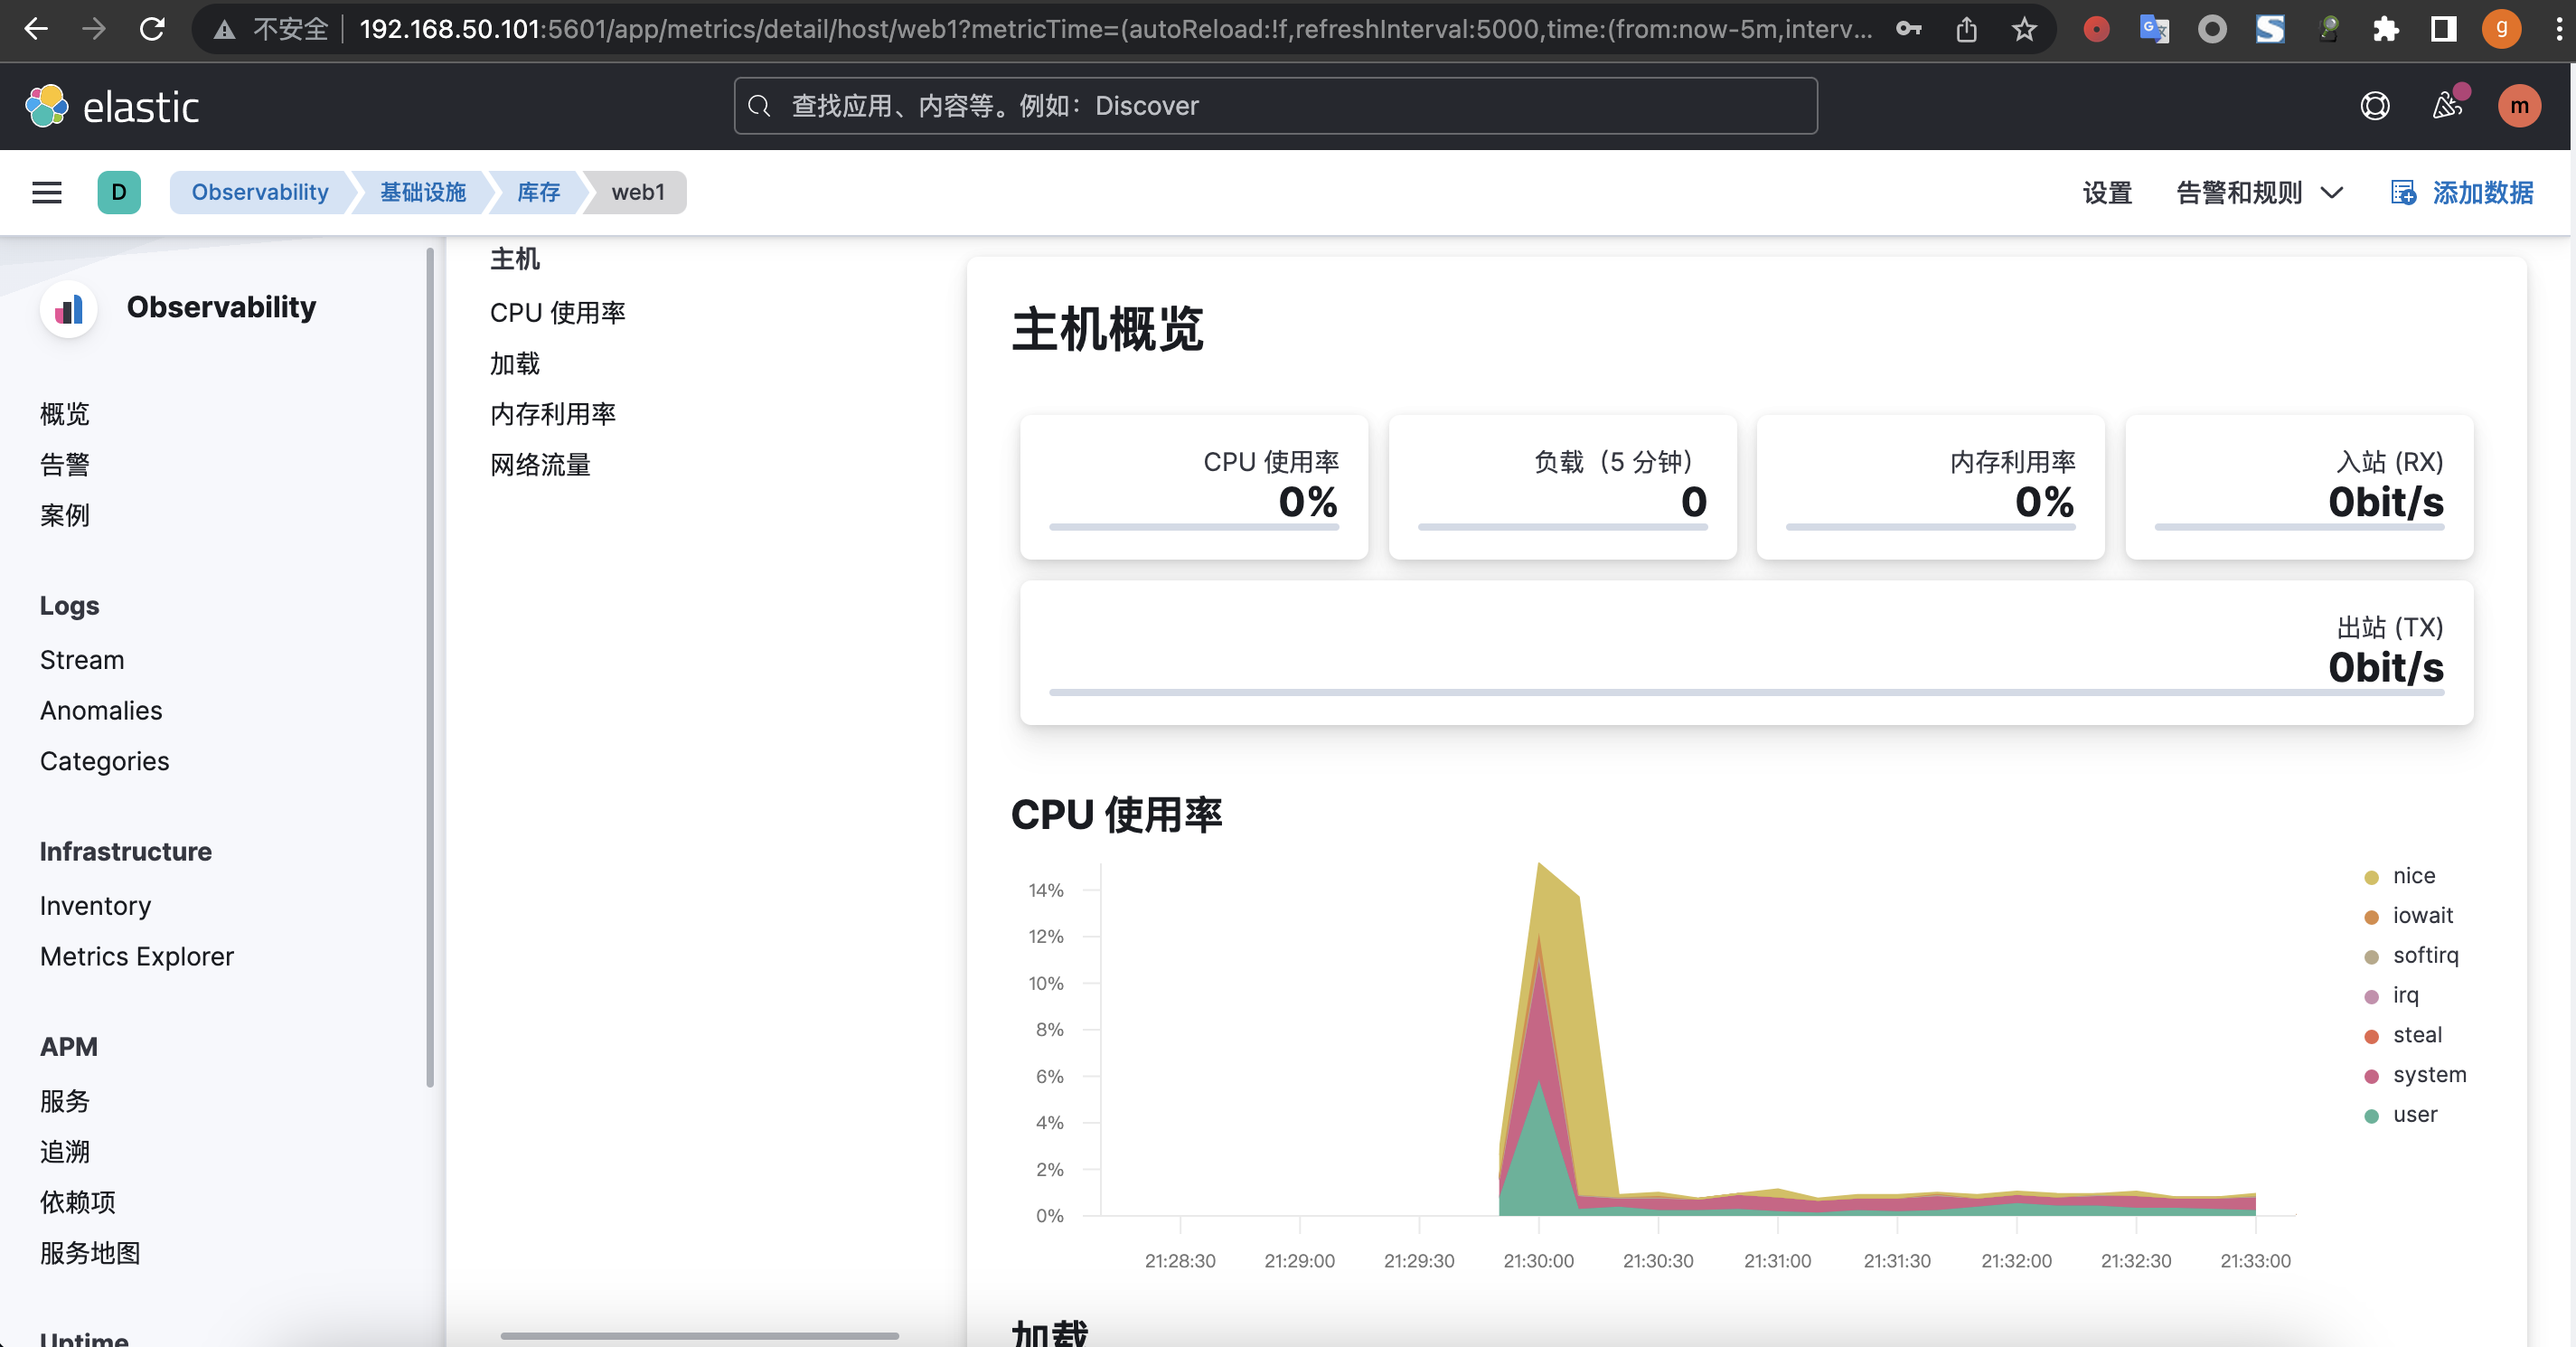 不安全 192.168.50.101:5601/app/metrics/detail/host/web1?metricTime=(autoReload:!f,refreshInterval:5000,time:(from:now-5m,interv... g
elastic 查找应用、内容等。例如：Discover m
D Observability 基础设施 库存 web1 设置 告警和规则 添加数据
Observability
概览
告警
案例
Logs
Stream
Anomalies
Categories
Infrastructure
Inventory
Metrics Explorer
APM
服务
追溯
依赖项
服务地图
Uptime
主机
CPU 使用率
加载
内存利用率
网络流量
主机概览
CPU 使用率
0%
负载（5 分钟）
0
内存利用率
0%
入站 (RX)
0bit/s
出站 (TX)
0bit/s
CPU 使用率
14%
12%
10%
8%
6%
4%
2%
0%
21:28:30 21:29:00 21:29:30 21:30:00 21:30:30 21:31:00 21:31:30 21:32:00 21:32:30 21:33:00
nice
iowait
softirq
irq
steal
system
user
加载